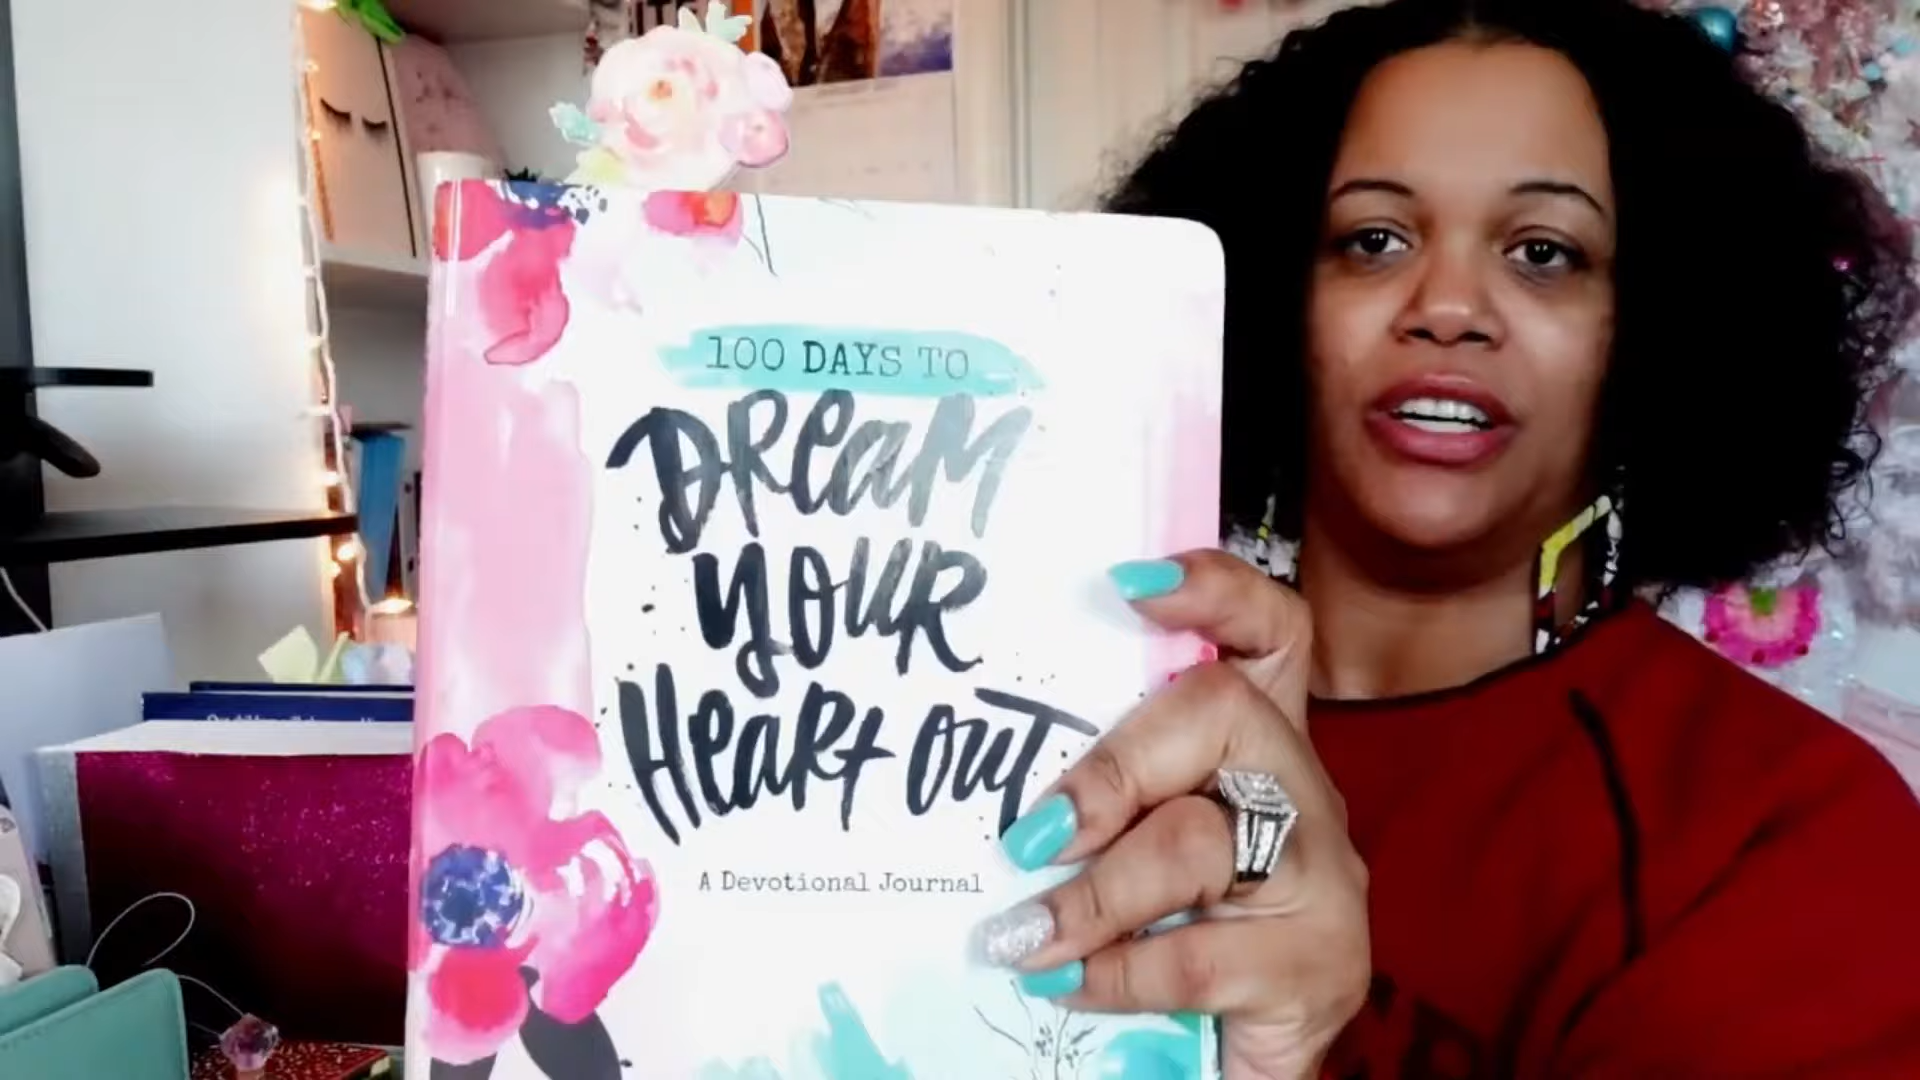 100 DAYS TO
DREAM
YOUR
HEART OUT
A Devotional Journal